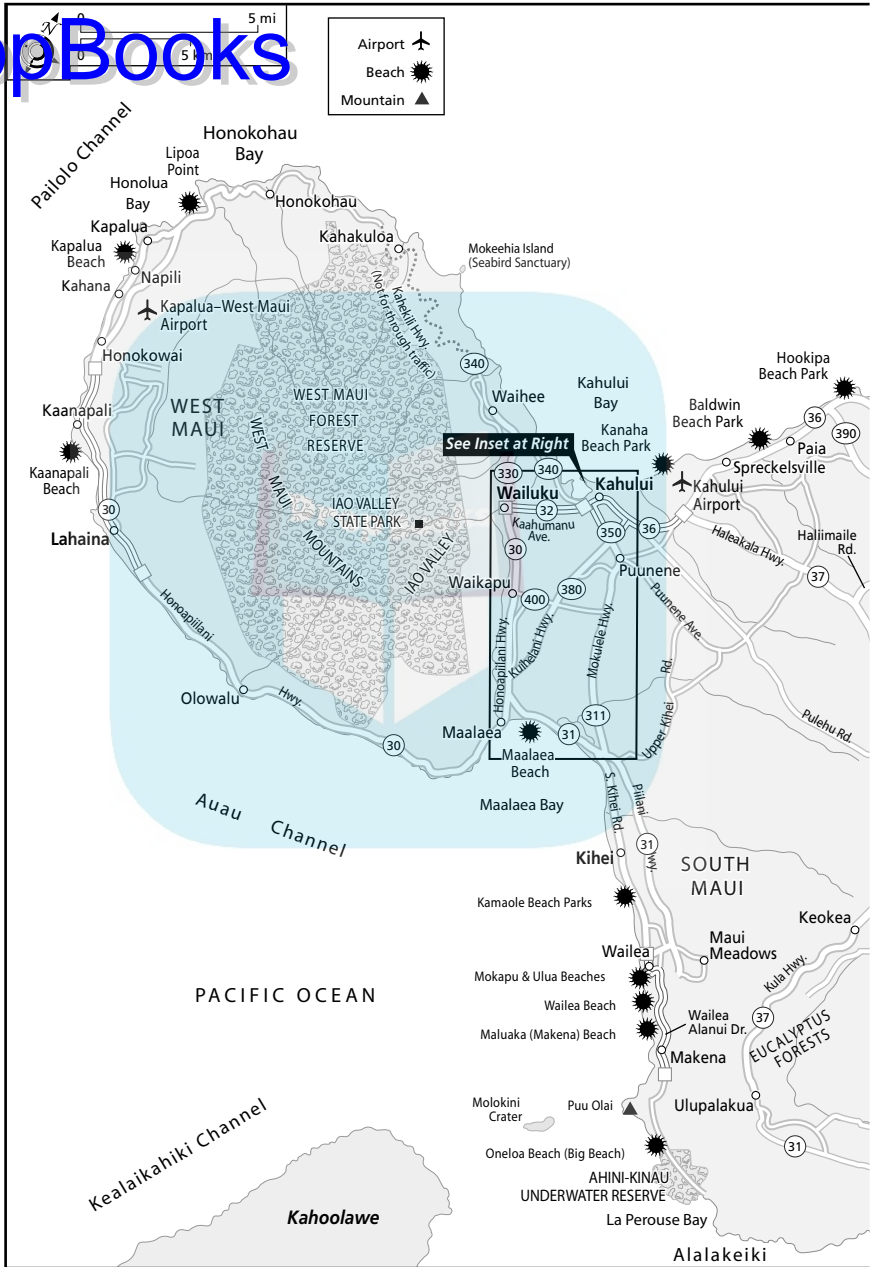 N
0
5 mi
0
5 km
pBooks
Airport
Beach
Mountain
Pailolo Channel
Honokohau
Bay
Lipoa
Point
Honolua
Bay
Honokohau
Kapalua
Kapalua
Beach
Napili
Kahana
Kahakuloa
Mokeehia Island
(Seabird Sanctuary)
Kapalua–West Maui
Airport
Kahekili Hwy.
(Not for through traffic)
Honokowai
340
Waihee
Kahului
Bay
Hookipa
Beach Park
WEST
MAUI
WEST MAUI
FOREST
RESERVE
Kaanapali
Kaanapali
Beach
Baldwin
Beach Park
36
390
Paia
Spreckelsville
Kanaha
Beach Park
See Inset at Right
WEST
MAUI
MOUNTAINS
330
340
Wailuku
Kahului
Kahului
Airport
32
Kaahumanu
Ave.
IAO VALLEY
STATE PARK
IAO VALLEY
30
Lahaina
30
350
36
Haleakala Hwy.
Haliimaile
Rd.
37
Puunene
Puunene Ave.
Waikapu
400
380
Honoapiilani
Hwy.
Honoapiilani Hwy.
Kuihelani Hwy.
Mokulele Hwy.
Olowalu
30
Upper Kihei
Rd.
Pulehu Rd.
Maalaea
311
31
Maalaea
Beach
Maalaea Bay
Auau Channel
S. Kihei Rd.
Piilani
Hwy.
31
Kihei
SOUTH
MAUI
Kamaole Beach Parks
Keokea
Wailea
Maui
Meadows
Mokapu & Ulua Beaches
Kula Hwy.
PACIFIC OCEAN
Wailea Beach
Maluaka (Makena) Beach
Wailea
Alanui Dr.
37
EUCALYPTUS
FORESTS
Makena
Molokini
Crater
Puu Olai
Ulupalakua
31
Oneloa Beach (Big Beach)
Kealaikahiki Channel
AHINI-KINAU
UNDERWATER RESERVE
Kahoolawe
La Perouse Bay
Alalakeiki